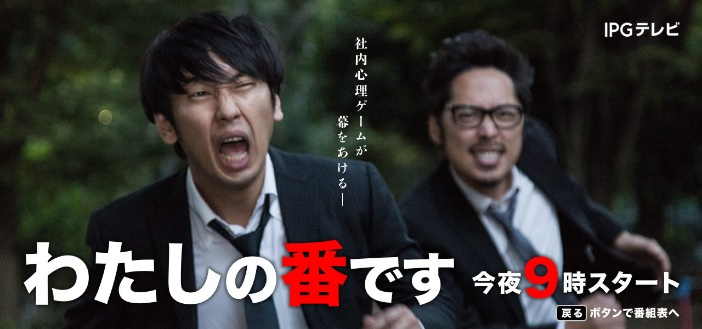 IPGテレビ
社内心理ゲームが
幕をあける―
わたしの番です
今夜9時スタート
戻る ボタンで番組表へ